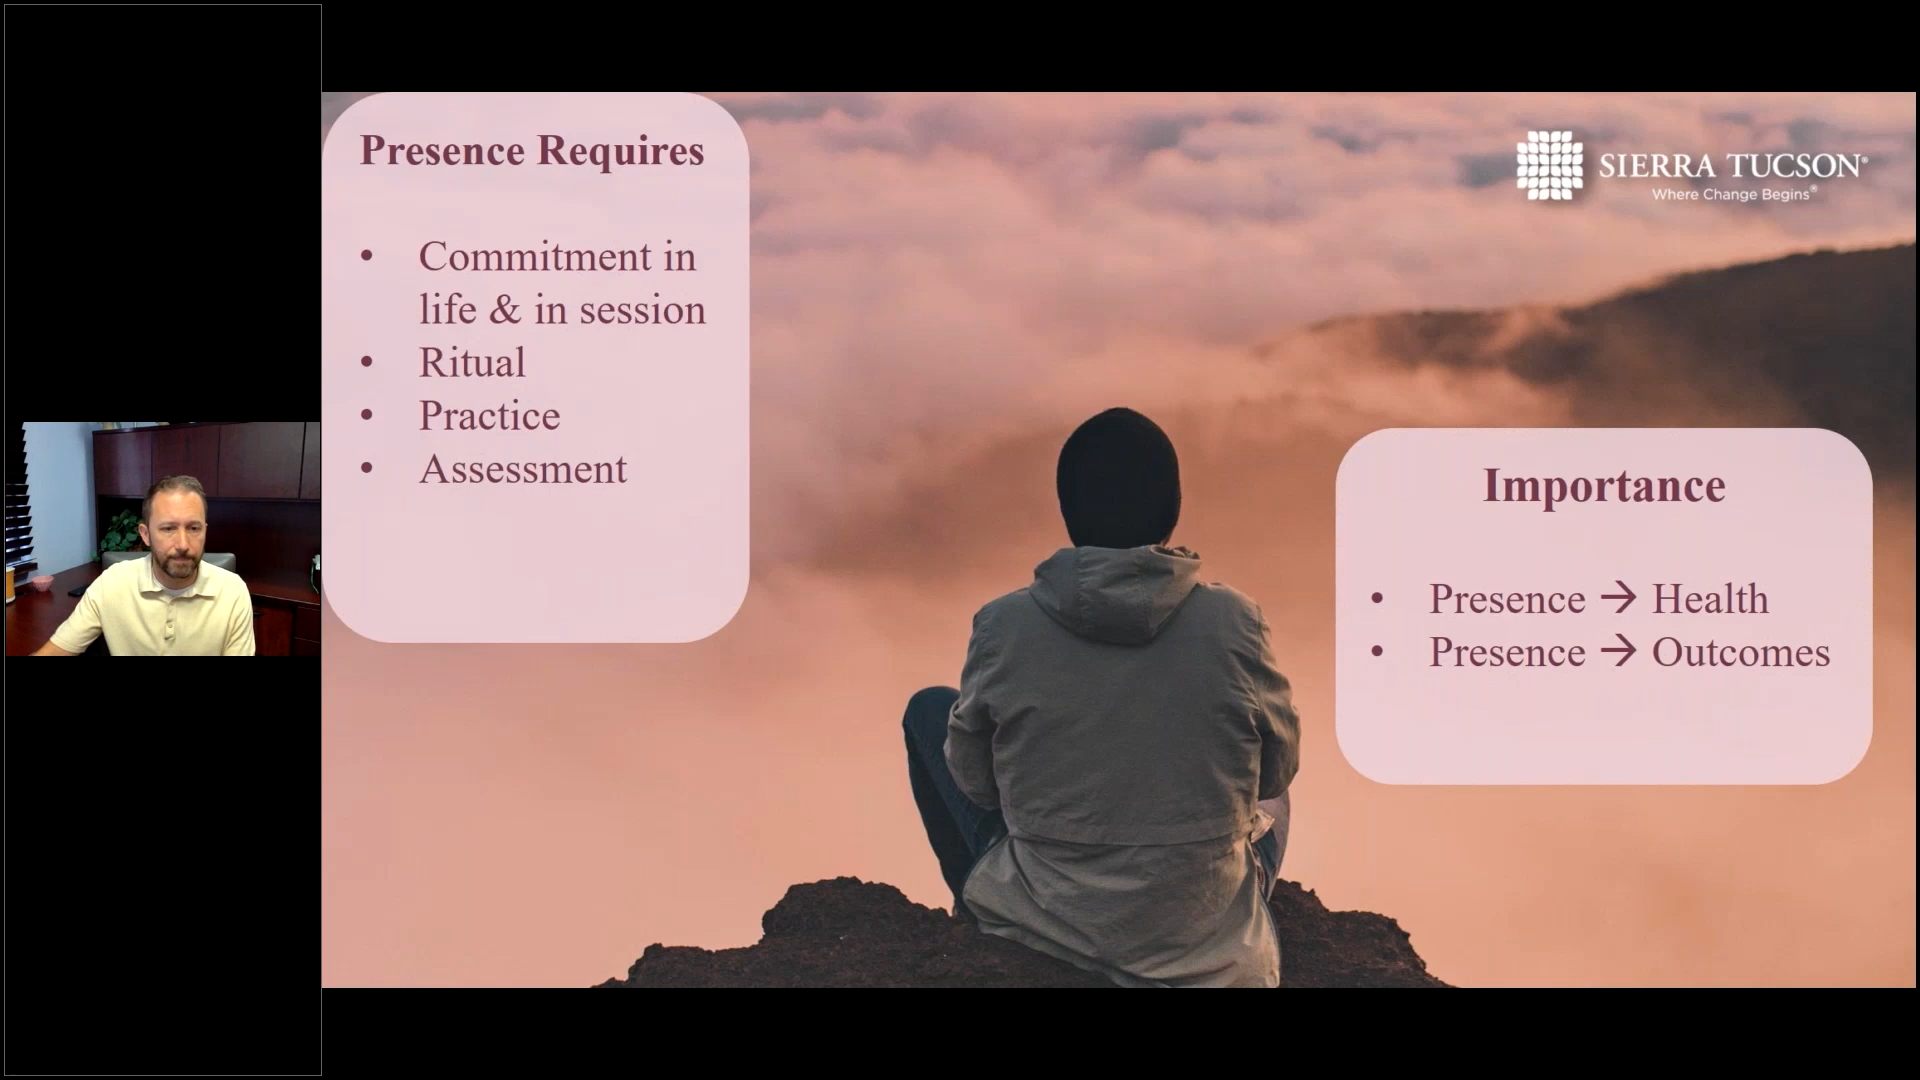 Presence Requires
• Commitment in
life & in session
• Ritual
• Practice
• Assessment
SIERRA TUCSON®
Where Change Begins®
Importance
• Presence → Health
• Presence → Outcomes